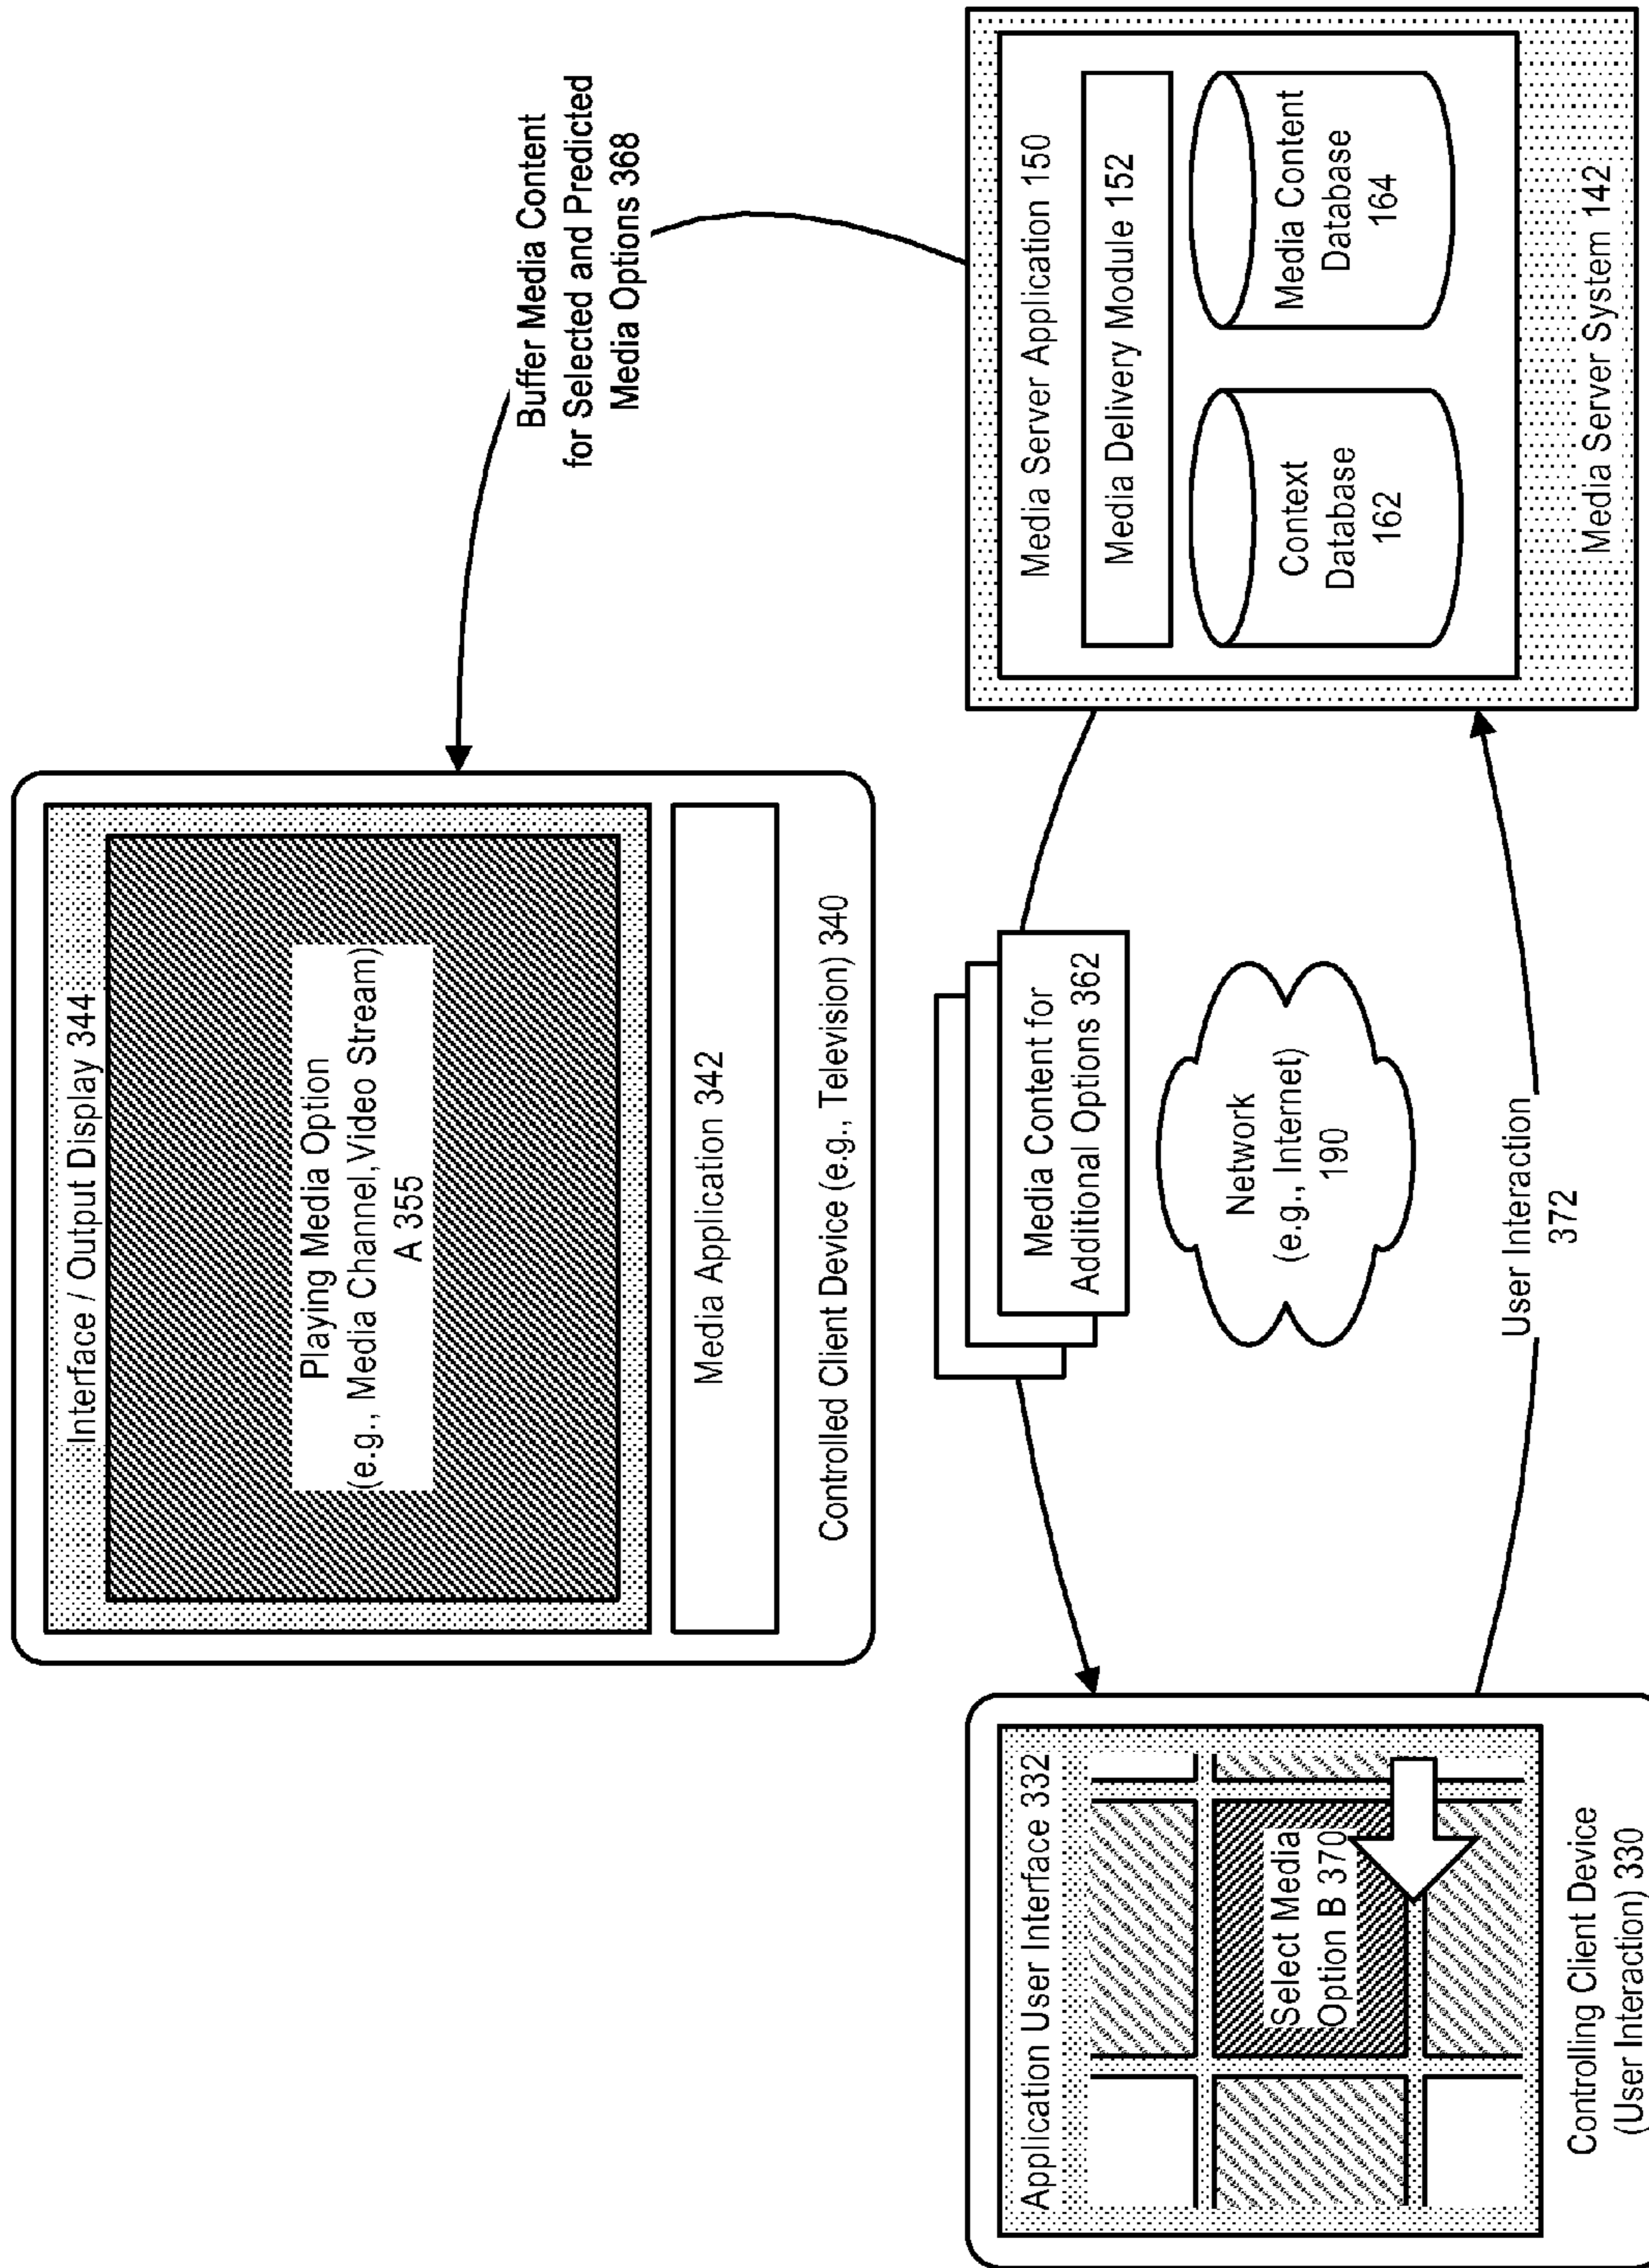 Interface / Output Display 344
Playing Media Option
(e.g., Media Channel, Video Stream)
A 355
Media Application 342
Controlled Client Device (e.g., Television) 340
Buffer Media Content
for Selected and Predicted
Media Options 368
Application User Interface 332
Select Media
Option B 370
Controlling Client Device
(User Interaction) 330
Media Content for
Additional Options 362
Network
(e.g., Internet)
190
User Interaction
372
Media Server Application 150
Media Delivery Module 152
Context
Database
162
Media Content
Database
164
Media Server System 142